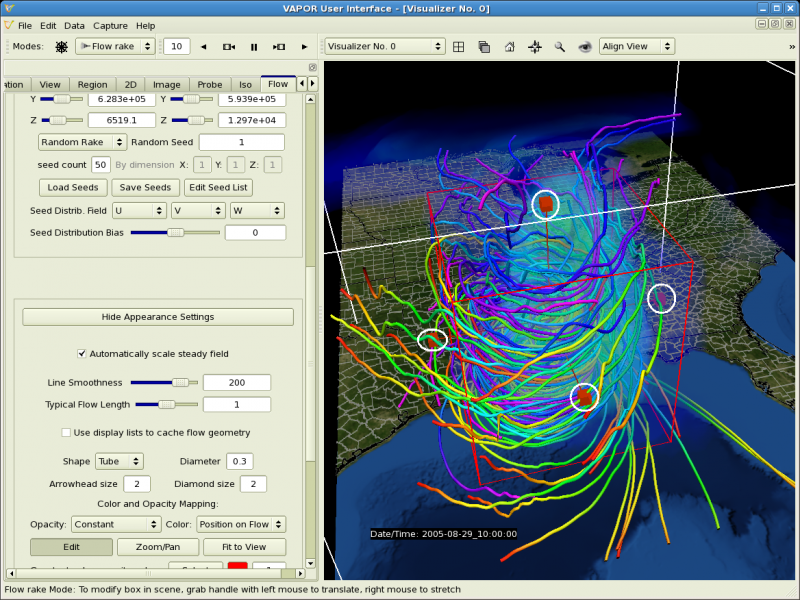 VAPOR User Interface - [Visualizer No. 0]
File Edit Data Capture Help
Modes: Flow rake 10 Visualizer No. 0 Align View
View Region 2D Image Probe Iso Flow
Y 6.283e+05 Y 5.939e+05
Z 6519.1 Z 1.297e+04
Random Rake Random Seed 1
seed count 50 By dimension X: 1 Y: 1 Z: 1
Load Seeds Save Seeds Edit Seed List
Seed Distrib. Field U V W
Seed Distribution Bias 0
Hide Appearance Settings
Automatically scale steady field
Line Smoothness 200
Typical Flow Length 1
Use display lists to cache flow geometry
Shape Tube Diameter 0.3
Arrowhead size 2 Diamond size 2
Color and Opacity Mapping:
Opacity: Constant Color: Position on Flow
Edit Zoom/Pan Fit to View
Date/Time: 2005-08-29_10:00:00
Flow rake Mode: To modify box in scene, grab handle with left mouse to translate, right mouse to stretch